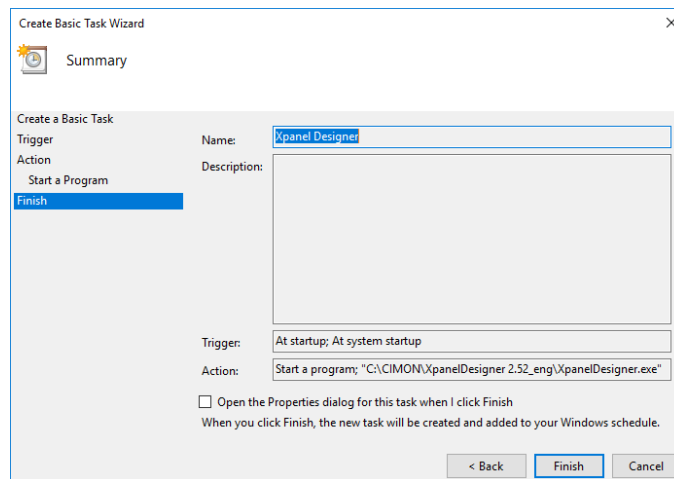 Create Basic Task Wizard
Summary
Create a Basic Task
Trigger
Action
Start a Program
Finish
Name: Xpanel Designer
Description:
Trigger: At startup; At system startup
Action: Start a program; "C:\CIMON\XpanelDesigner 2.52_eng\XpanelDesigner.exe"
Open the Properties dialog for this task when I click Finish
When you click Finish, the new task will be created and added to your Windows schedule.
< Back Finish Cancel